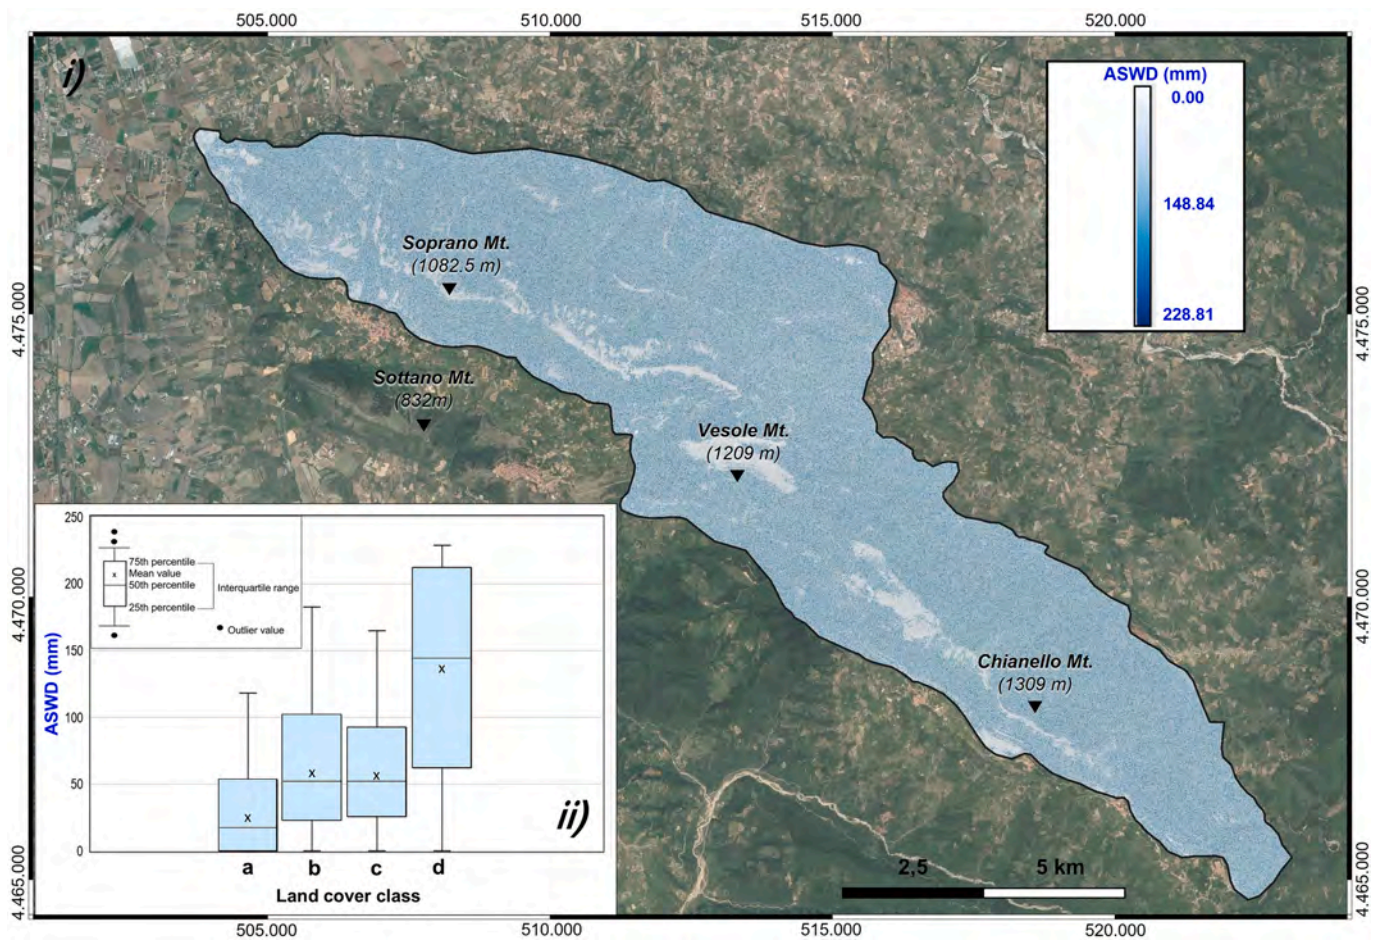 505.000 510.000 515.000 520.000
i)
ASWD (mm)
0.00
148.84
228.81
Soprano Mt.
(1082.5 m)
4.475.000
4.475.000
Sottano Mt.
(832m)
Vesole Mt.
(1209 m)
4.470.000
4.470.000
Chianello Mt.
(1309 m)
250
200
150
100
50
0
ASWD (mm)
75th percentile
Mean value
x
50th percentile
Interquartile range
25th percentile
Outlier value
x
x
x
x
ii)
a b c d
Land cover class
2,5 5 km
4.465.000
4.465.000
505.000 510.000 515.000 520.000